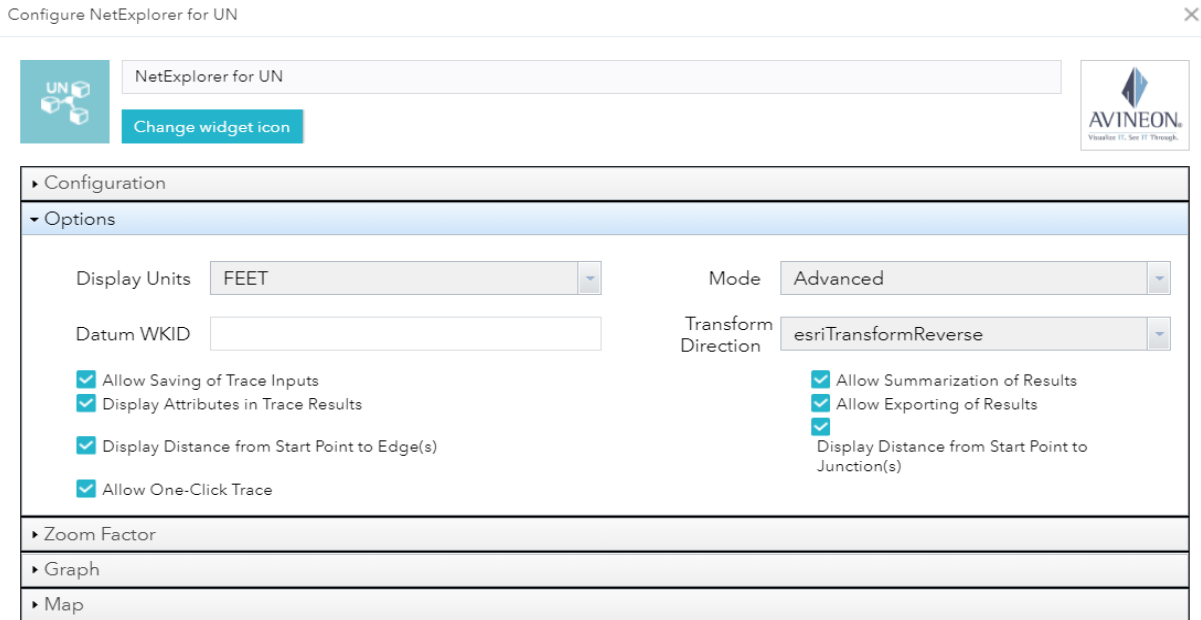 Configure NetExplorer for UN
UN
NetExplorer for UN
Change widget icon
AVINEON®
Visualize IT. See IT Through.
Configuration
Options
Display Units FEET
Mode Advanced
Datum WKID
Transform
Direction esriTransformReverse
Allow Saving of Trace Inputs
Allow Summarization of Results
Display Attributes in Trace Results
Allow Exporting of Results
Display Distance from Start Point to Edge(s)
Display Distance from Start Point to
Junction(s)
Allow One-Click Trace
Zoom Factor
Graph
Map